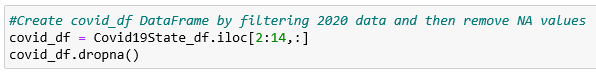 #Create covid_df DataFrame by filtering 2020 data and then remove NA values
covid_df = Covid19State_df.iloc[2:14,:]
covid_df.dropna()